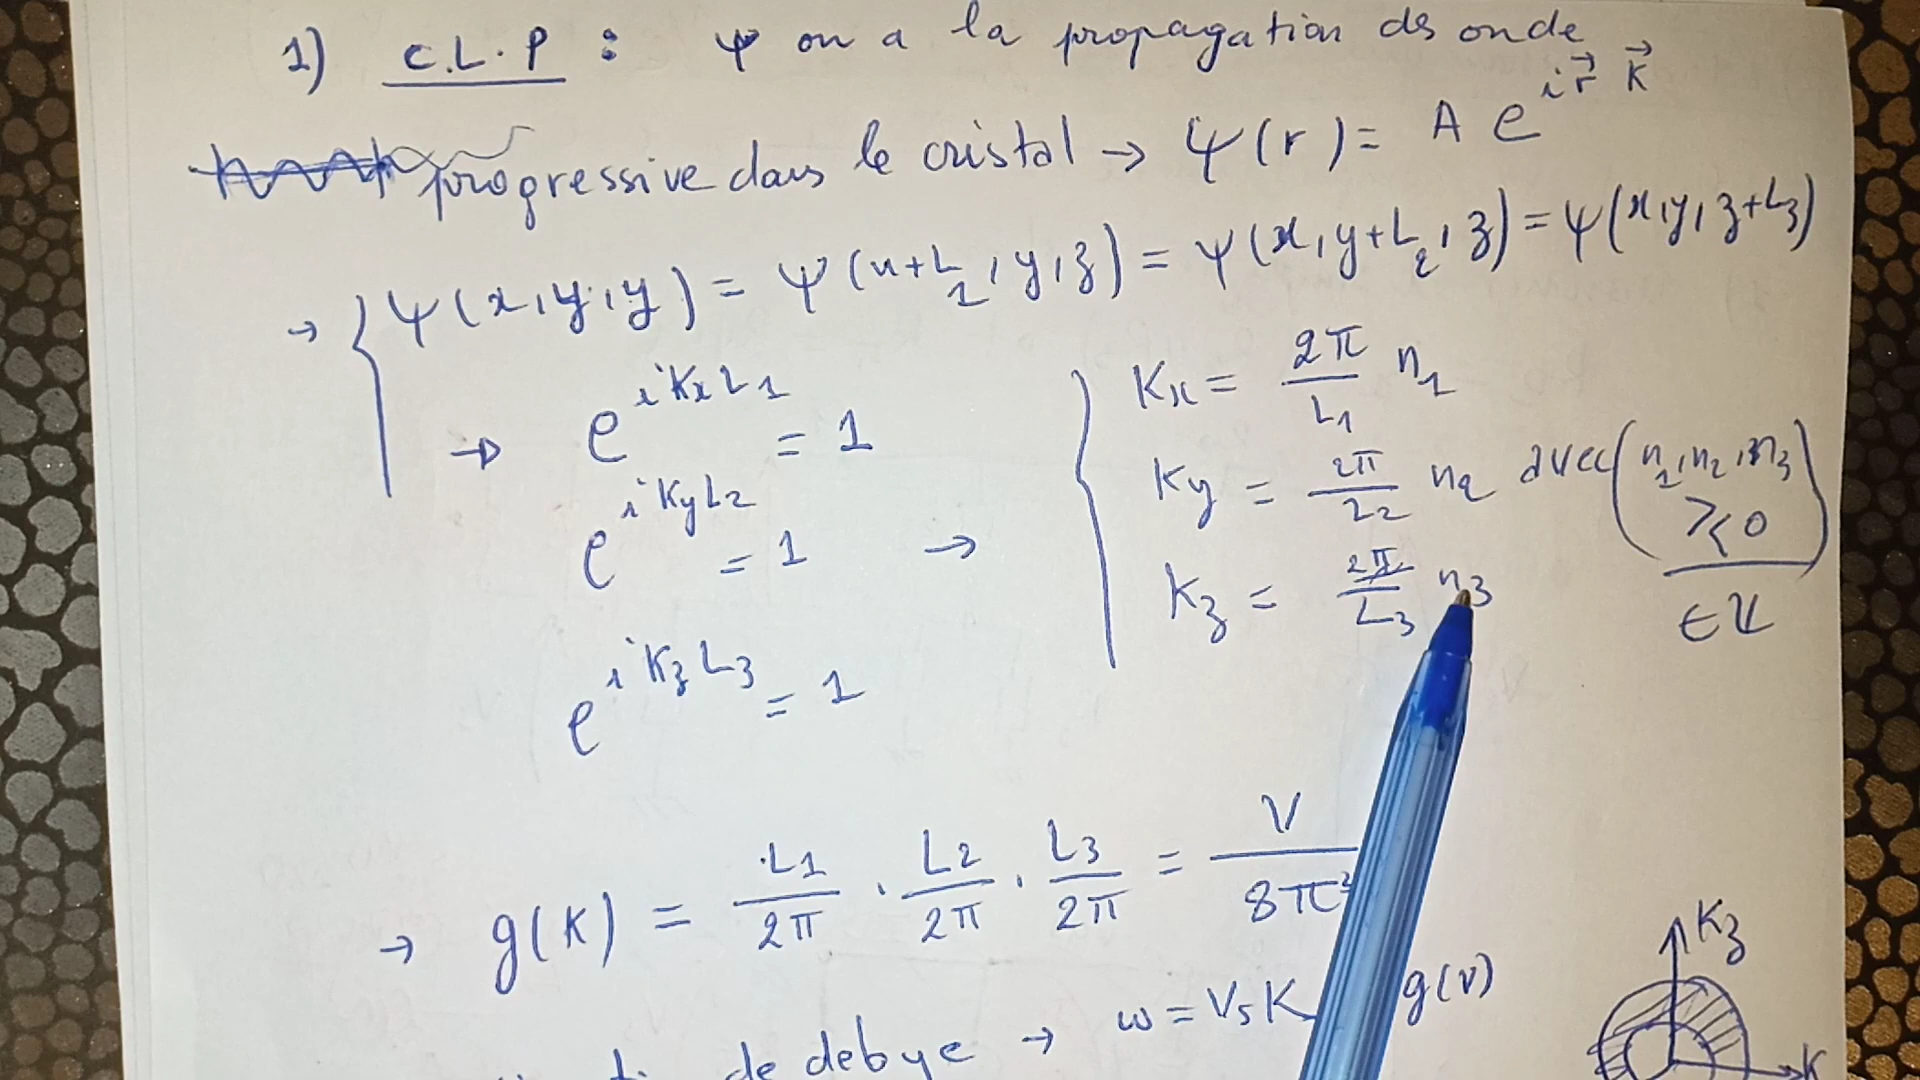 1) C.L.P : ψ on a la propagation ds onde
progressive dans le cristal → ψ(r) = A e^{i r⃗ K⃗}
→ { ψ(x,y,y) = ψ(x+L₁,y,z) = ψ(x,y+L₂,z) = ψ(x,y,z+L₃)
→ e^{iKxL1} = 1
e^{iKyL2} = 1 →
e^{iKzL3} = 1
{ Kx = 2π/L1 n1
Ky = 2π/L2 n2 avec (n1,n2,n3 ≷ 0) ∈ ℤ
Kz = 2π/L3 n3
→ g(K) = L1/2π · L2/2π · L3/2π = V/8π³
de debye → ω = VsK g(ν)
Kz
K